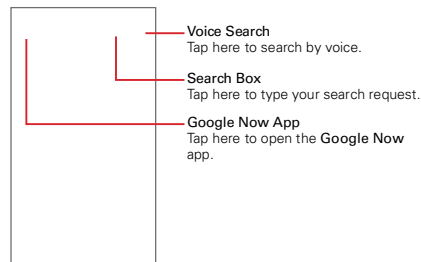 Voice Search
Tap here to search by voice.
Search Box
Tap here to type your search request.
Google Now App
Tap here to open the Google Now
app.